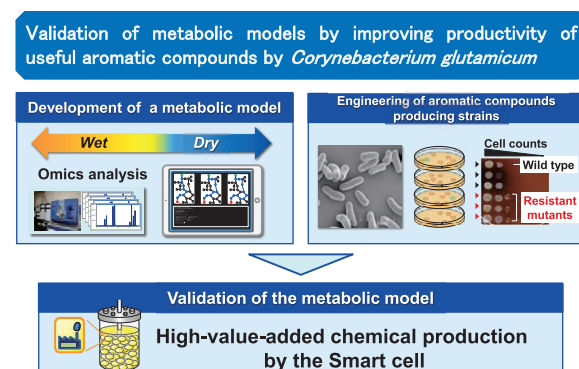 Validation of metabolic models by improving productivity of
useful aromatic compounds by Corynebacterium glutamicum
Development of a metabolic model
Wet
Dry
Omics analysis
Engineering of aromatic compounds
producing strains
Cell counts
Wild type
Resistant
mutants
Validation of the metabolic model
High-value-added chemical production
by the Smart cell